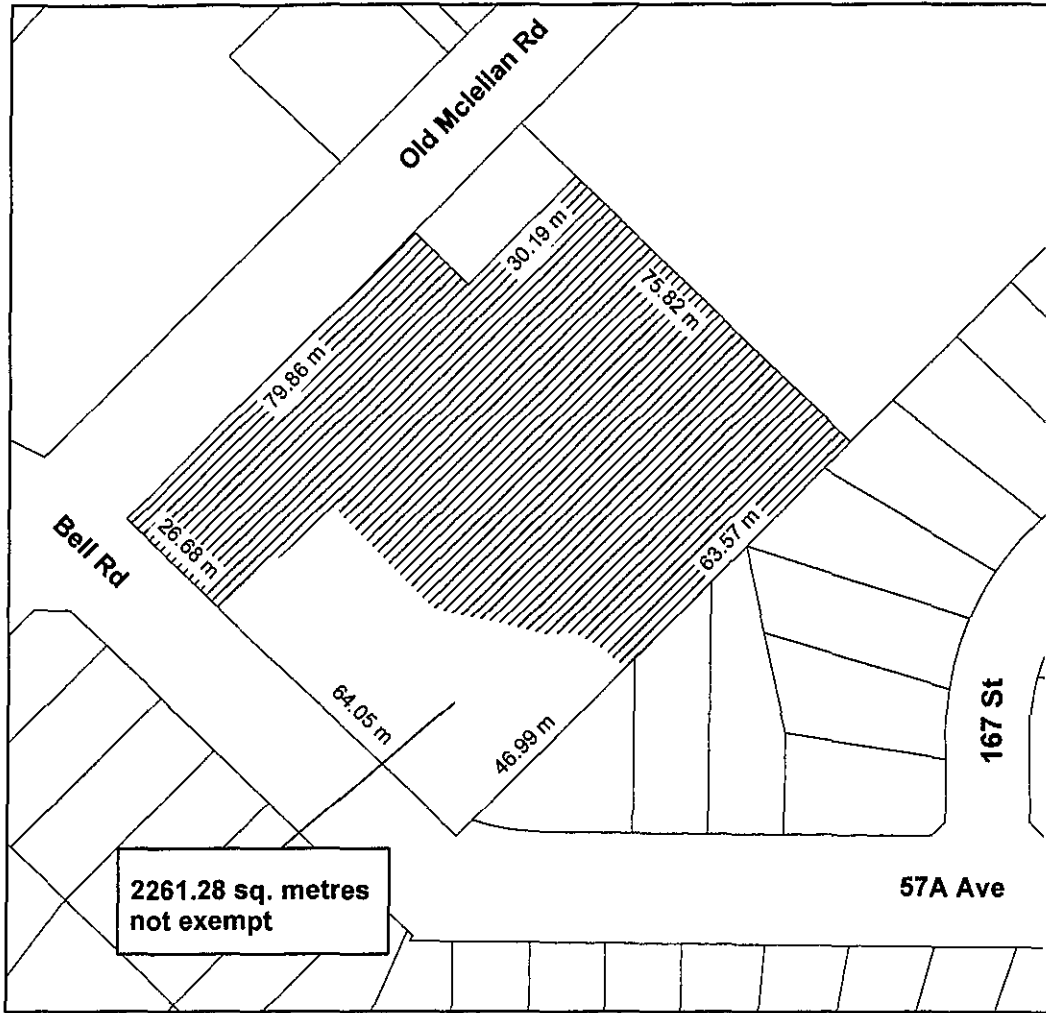 Old Mclellan Rd
30.19 m
75.82 m
79.86 m
Bell Rd
26.68 m
63.57 m
64.05 m
46.99 m
167 St
2261.28 sq. metres
not exempt
57A Ave